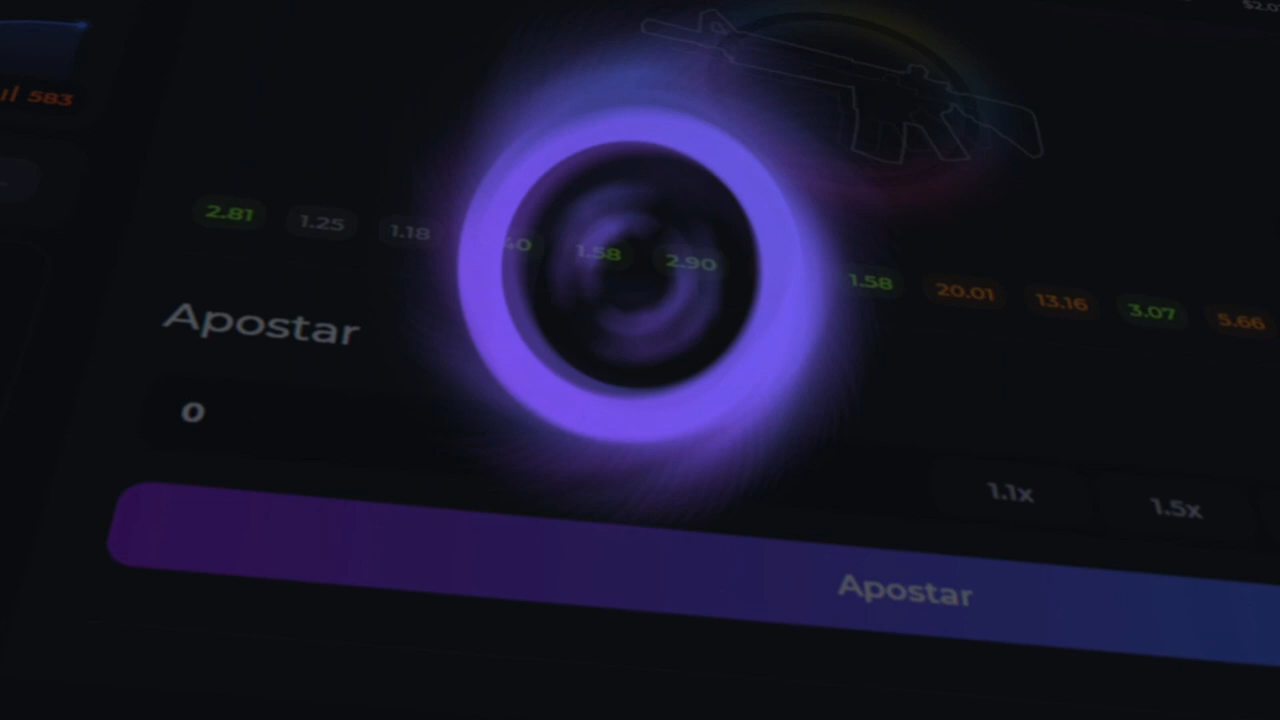 583
2.81 1.25 1.18 1.58 2.90 1.58 20.01 13.16 3.07 5.66
Apostar
0
1.1x 1.5x
Apostar